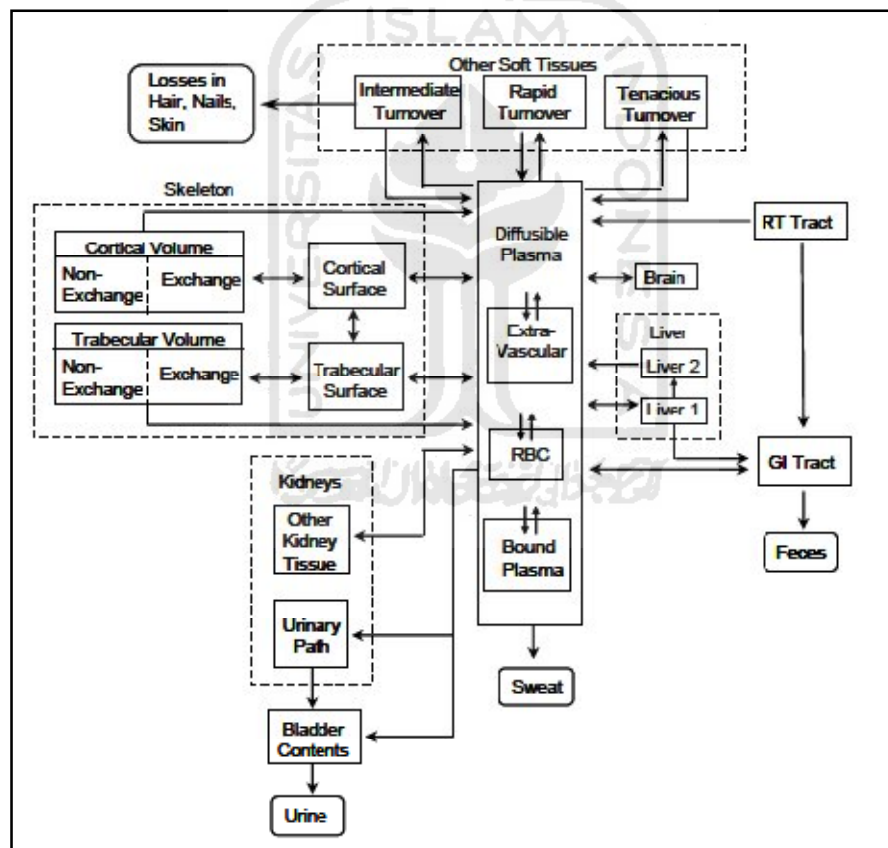 Other Soft Tissues
Losses in
Hair, Nails,
Skin
Intermediate
Turnover
Rapid
Turnover
Tenacious
Turnover
Skeleton
Cortical Volume
Non-
Exchange
Exchange
Cortical
Surface
Trabecular Volume
Non-
Exchange
Exchange
Trabecular
Surface
Diffusible
Plasma
Extra-
Vascular
RBC
Bound
Plasma
RT Tract
Brain
Liver
Liver 2
Liver 1
GI Tract
Feces
Kidneys
Other
Kidney
Tissue
Urinary
Path
Bladder
Contents
Urine
Sweat
UNIVERSITAS
ISLAM
INDONESIA